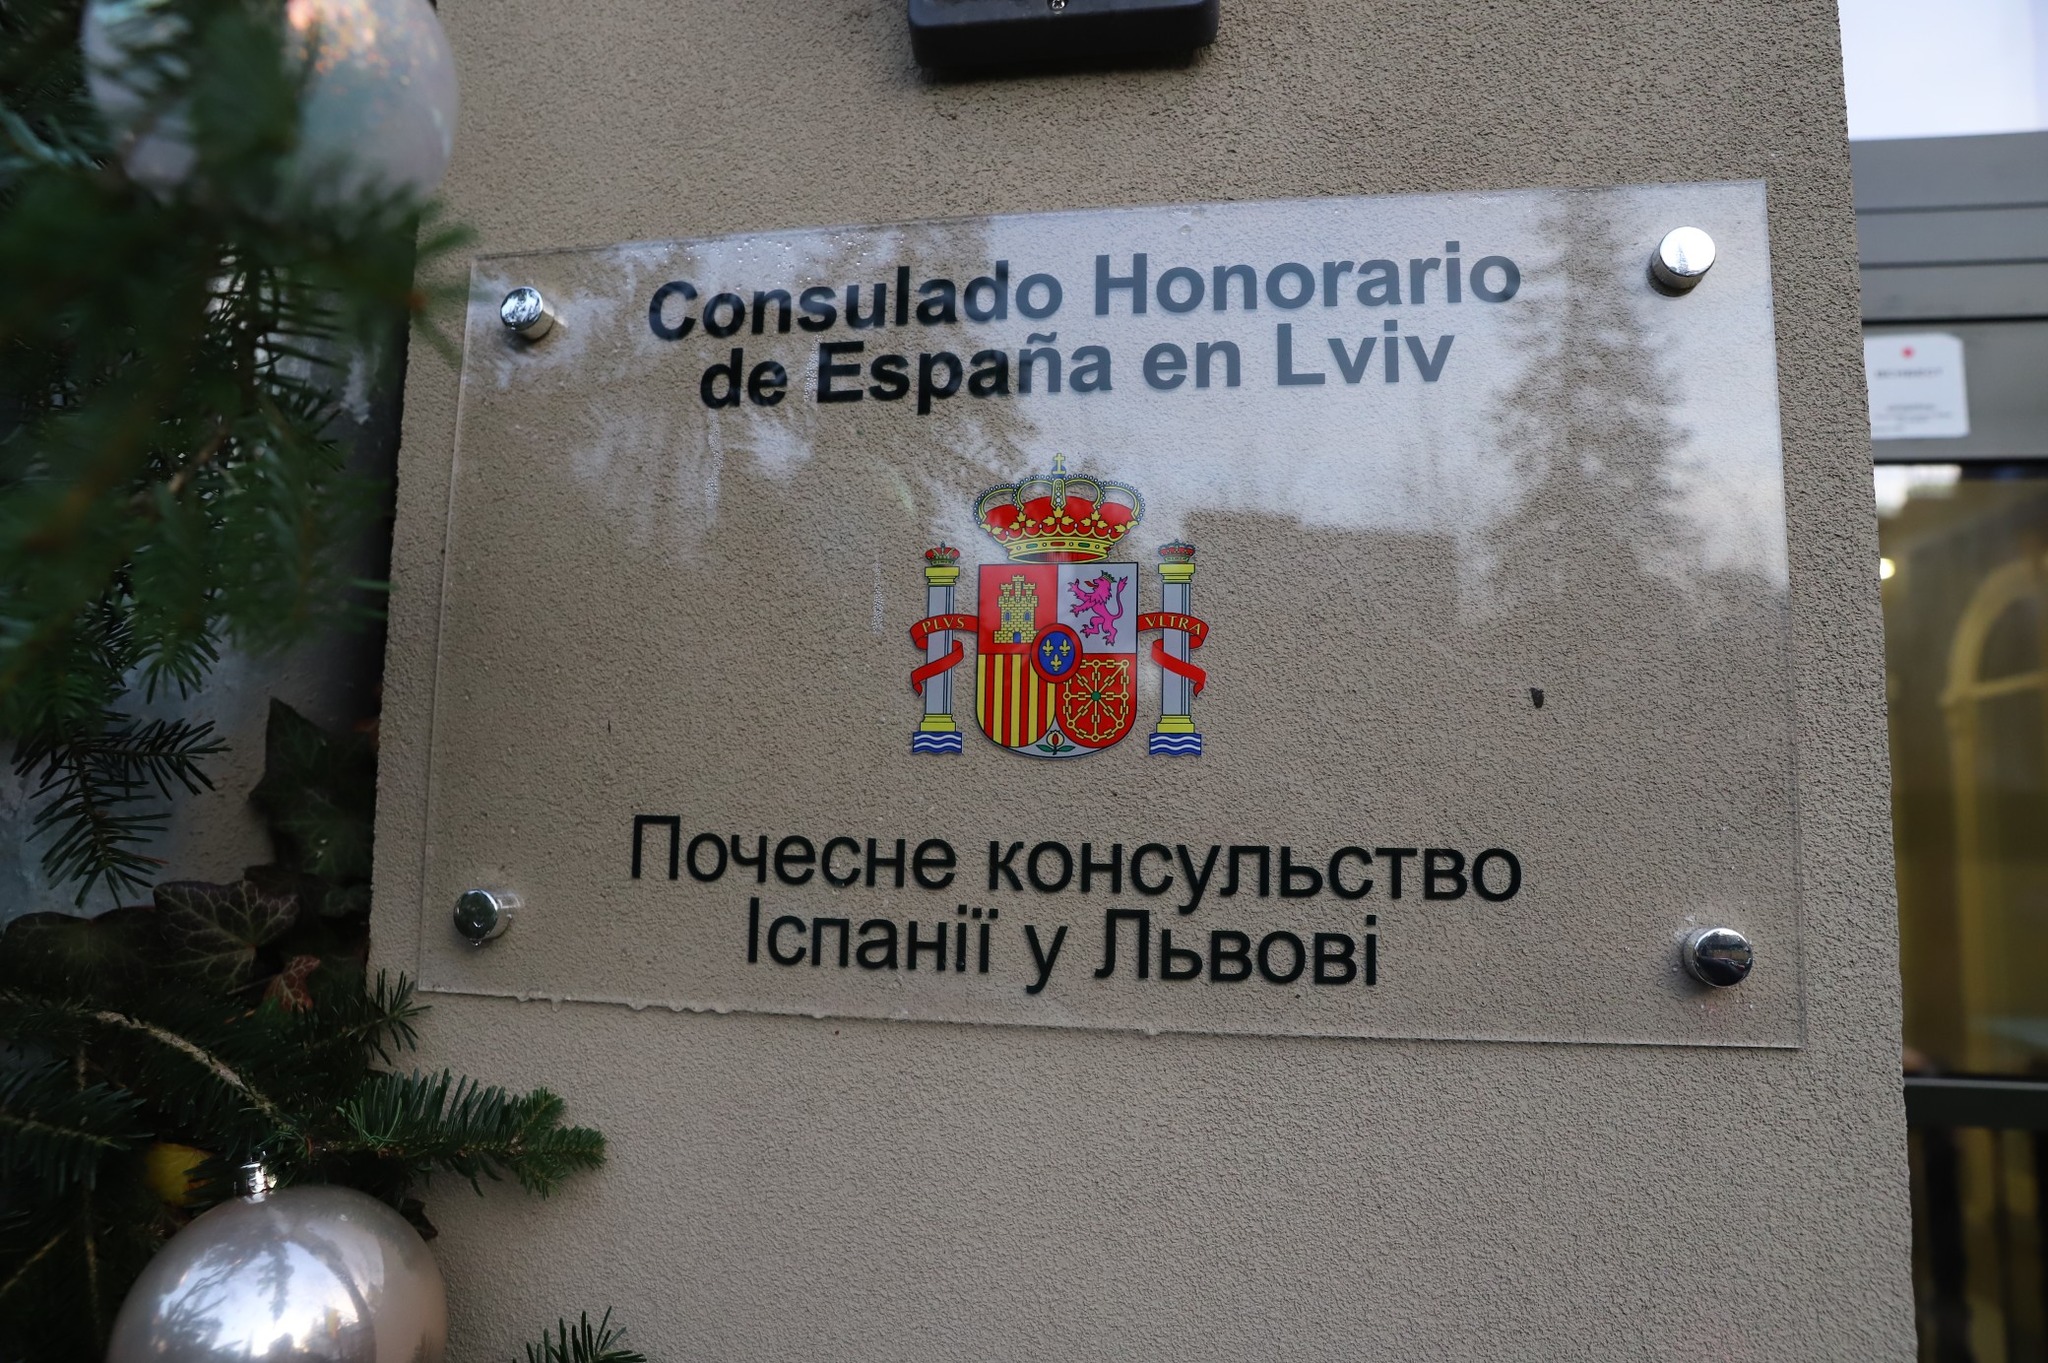 Consulado Honorario
de España en Lviv
PLVS VLTRA
Почесне консульство
Іспанії у Львові